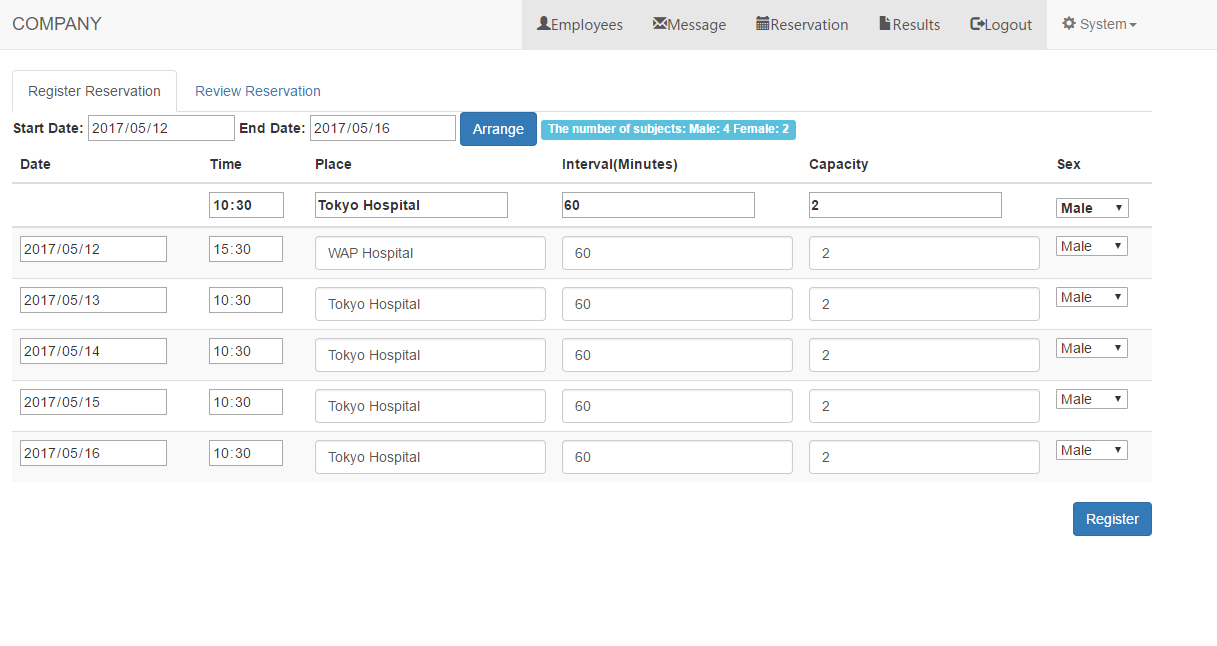 COMPANY Employees Message Reservation Results Logout System
Register Reservation Review Reservation
Start Date: 2017/05/12 End Date: 2017/05/16 Arrange The number of subjects: Male: 4 Female: 2
Date Time Place Interval(Minutes) Capacity Sex
10:30 Tokyo Hospital 60 2 Male
2017/05/12 15:30 WAP Hospital 60 2 Male
2017/05/13 10:30 Tokyo Hospital 60 2 Male
2017/05/14 10:30 Tokyo Hospital 60 2 Male
2017/05/15 10:30 Tokyo Hospital 60 2 Male
2017/05/16 10:30 Tokyo Hospital 60 2 Male
Register